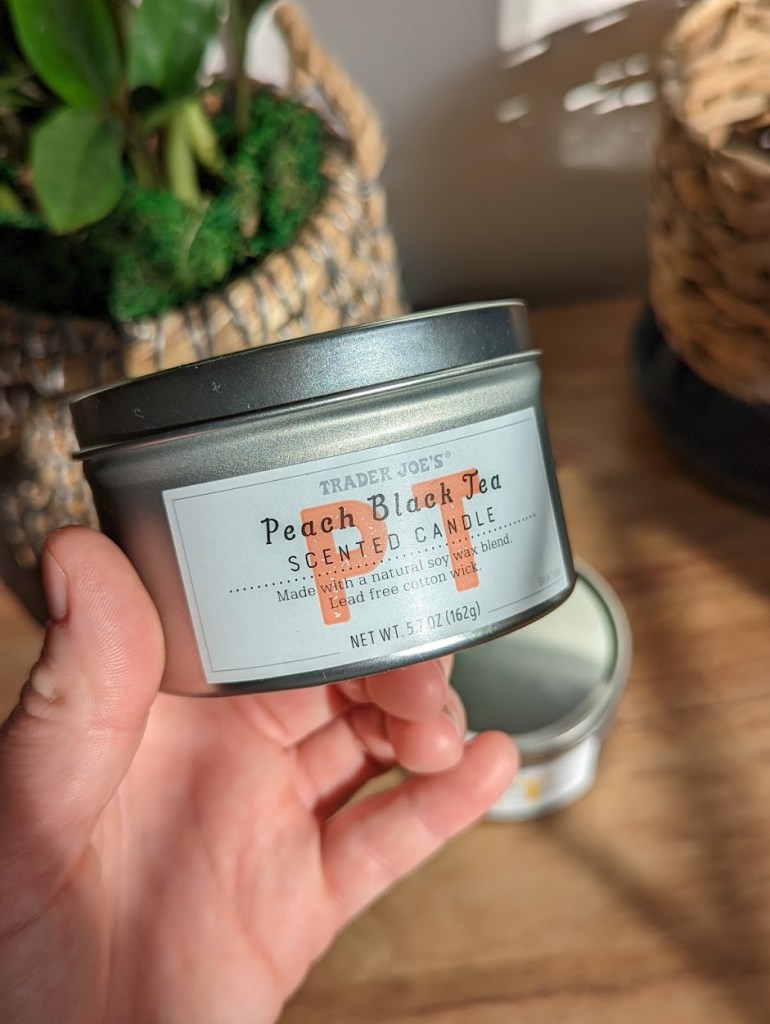 TRADER JOE'S®
Peach Black Tea
SCENTED CANDLE
PT
Made with a natural soy wax blend.
Lead free cotton wick.
NET WT. 5.7 OZ (162g)